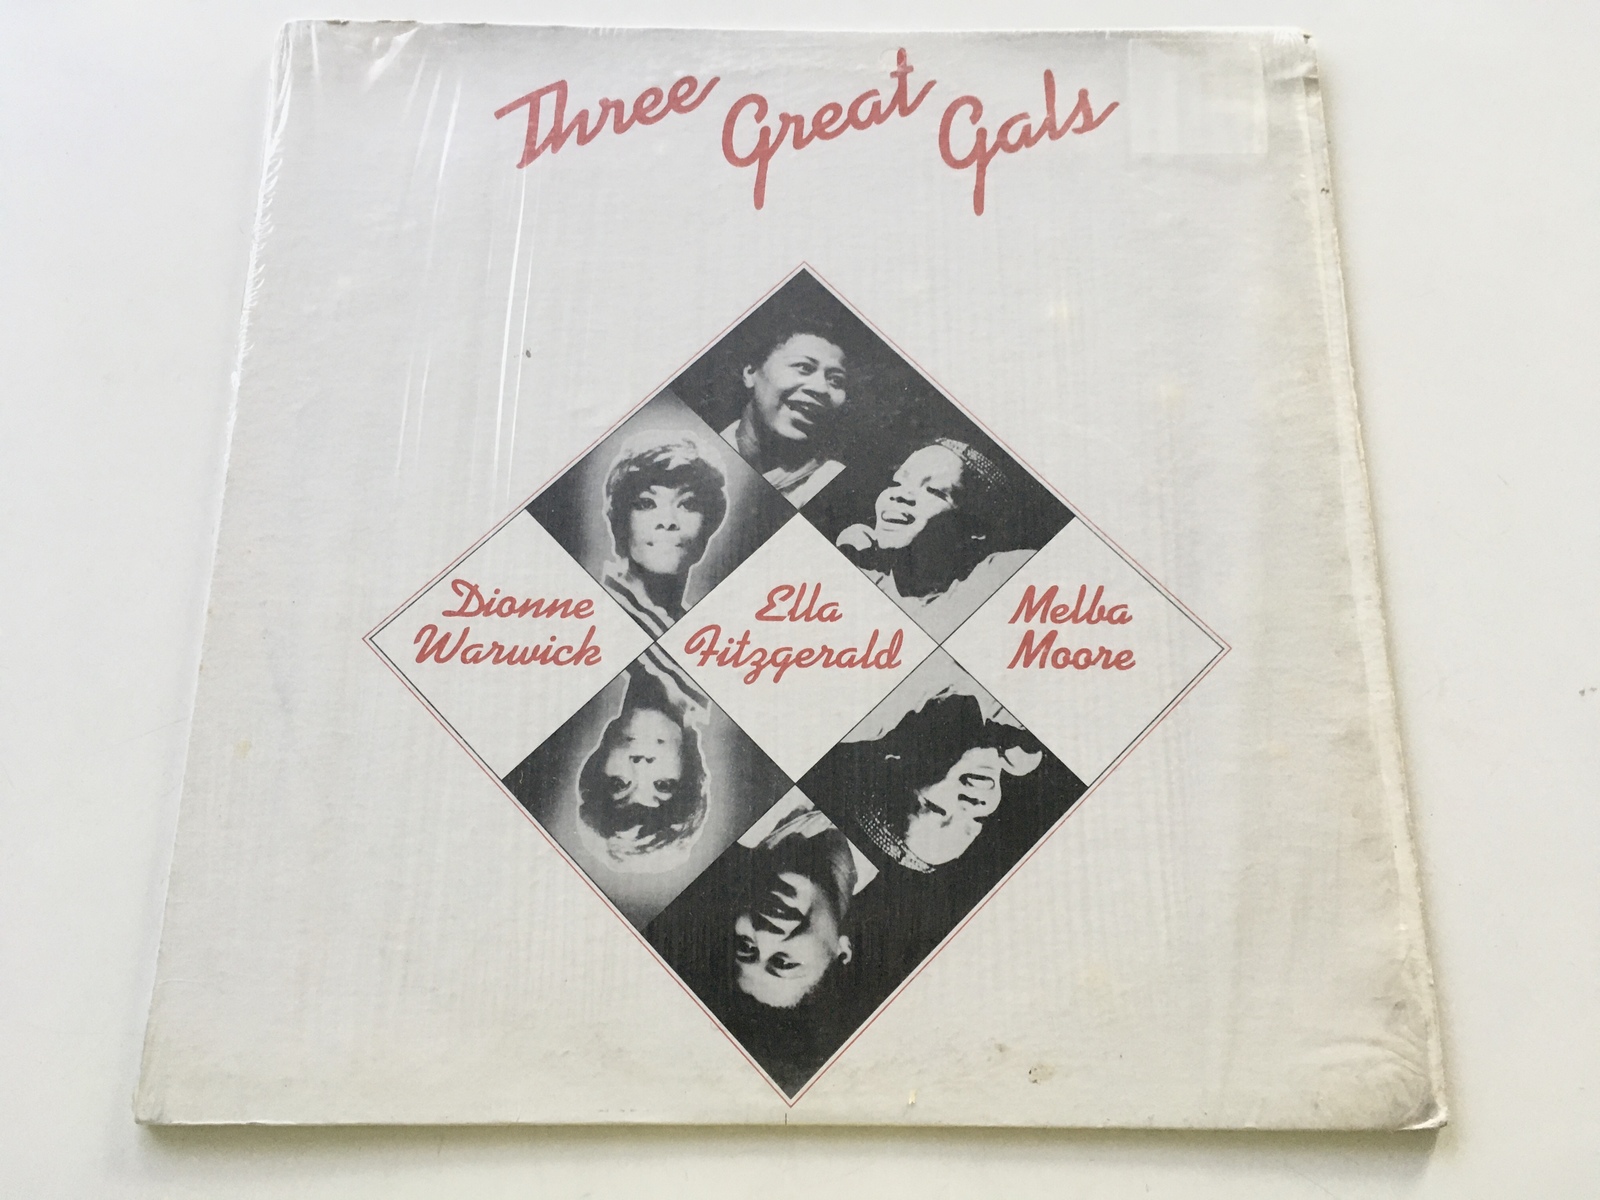 Three Great Gals
Dionne
Warwick
Ella
Fitzgerald
Melba
Moore